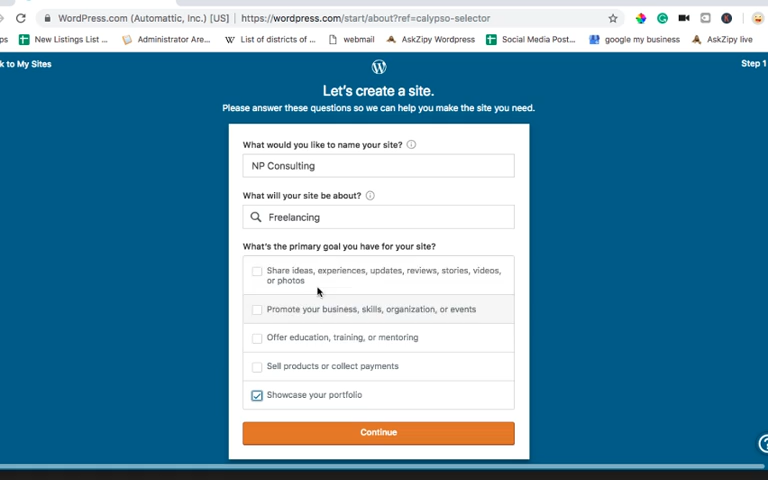 WordPress.com (Automattic, Inc.) [US] https://wordpress.com/start/about?ref=calypso-selector
ps New Listings List ... Administrator Are... List of districts of ... webmail AskZipy Wordpress Social Media Post... google my business AskZipy live
k to My Sites
Step 1
Let's create a site.
Please answer these questions so we can help you make the site you need.
What would you like to name your site?
NP Consulting
What will your site be about?
Freelancing
What's the primary goal you have for your site?
Share ideas, experiences, updates, reviews, stories, videos,
or photos
Promote your business, skills, organization, or events
Offer education, training, or mentoring
Sell products or collect payments
Showcase your portfolio
Continue